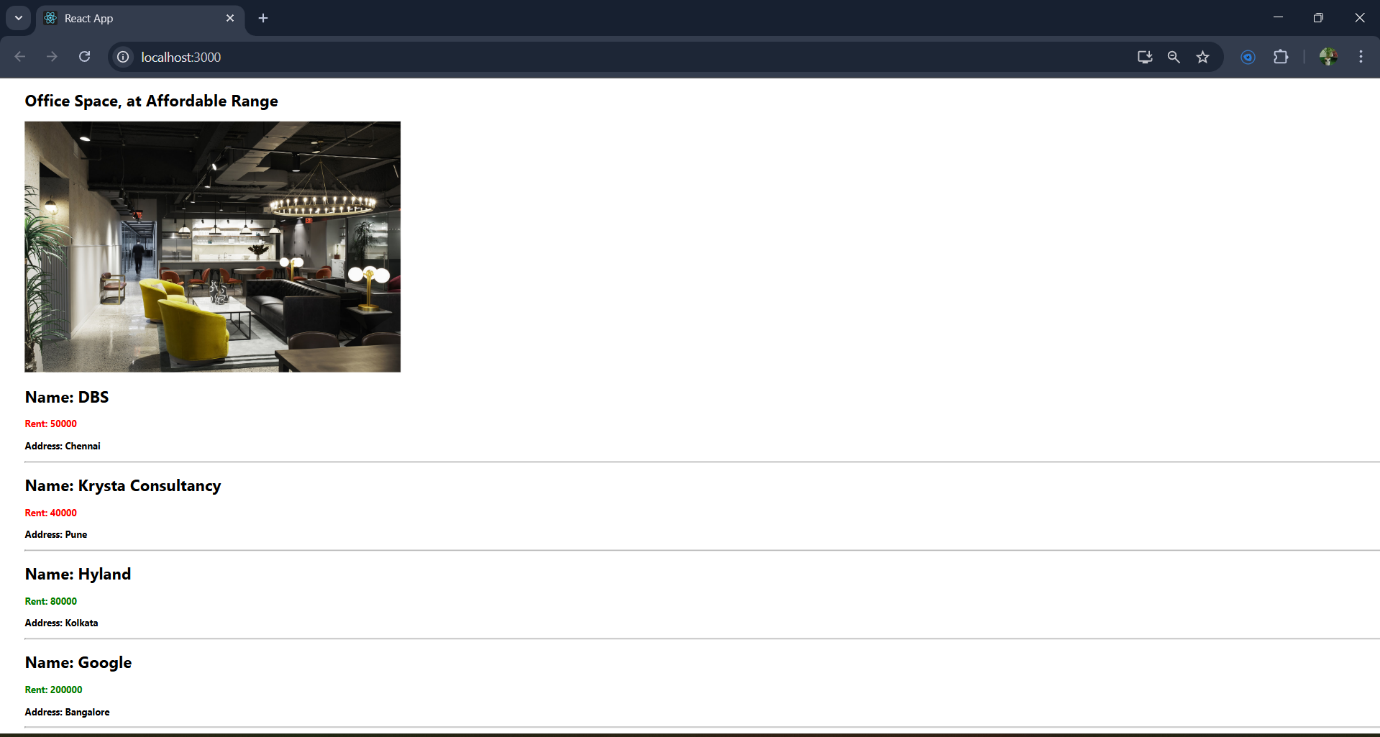 React App
localhost:3000
Office Space, at Affordable Range
Name: DBS
Rent: 50000
Address: Chennai
Name: Krysta Consultancy
Rent: 40000
Address: Pune
Name: Hyland
Rent: 80000
Address: Kolkata
Name: Google
Rent: 200000
Address: Bangalore